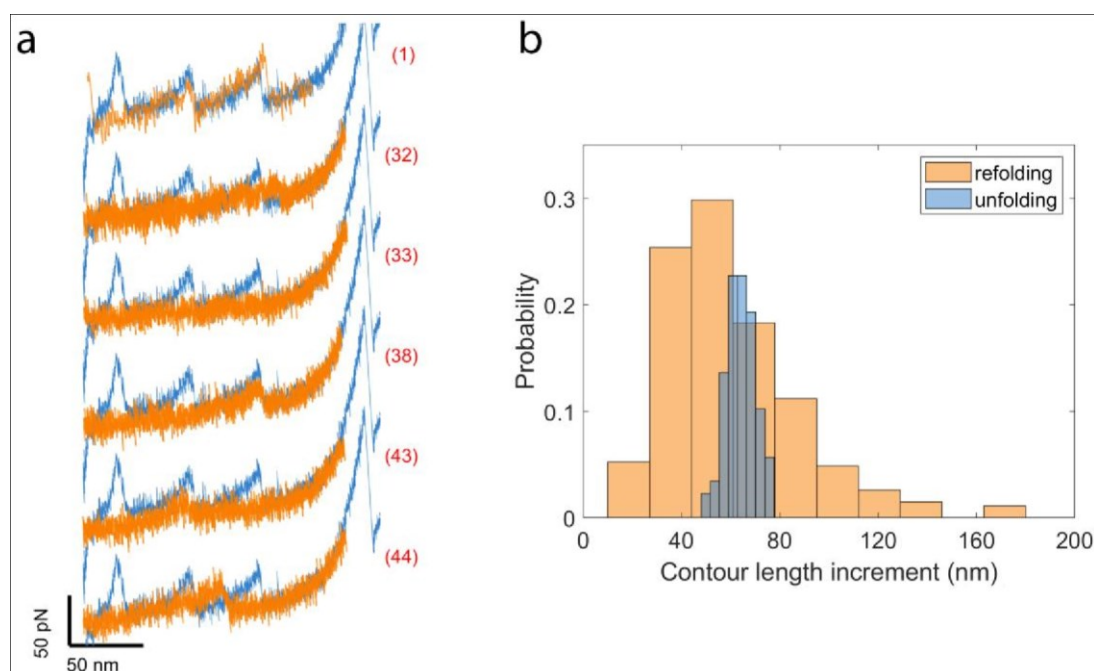 a
(1)
(32)
(33)
(38)
(43)
(44)
50 pN
50 nm
b
refolding
unfolding
Probability
0.3
0.2
0.1
0
0 40 80 120 160 200
Contour length increment (nm)